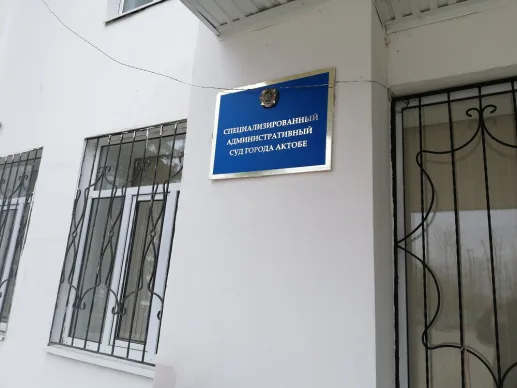 СПЕЦИАЛИЗИРОВАННЫЙ
АДМИНИСТРАТИВНЫЙ
СУД ГОРОДА АКТОБЕ